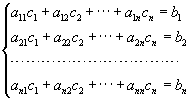 a₁₁c₁ + a₁₂c₂ + ⋯ + a₁ₙcₙ = b₁
a₂₁c₁ + a₂₂c₂ + ⋯ + a₂ₙcₙ = b₂
................................................
aₙ₁c₁ + aₙ₂c₂ + ⋯ + aₙₙcₙ = bₙ